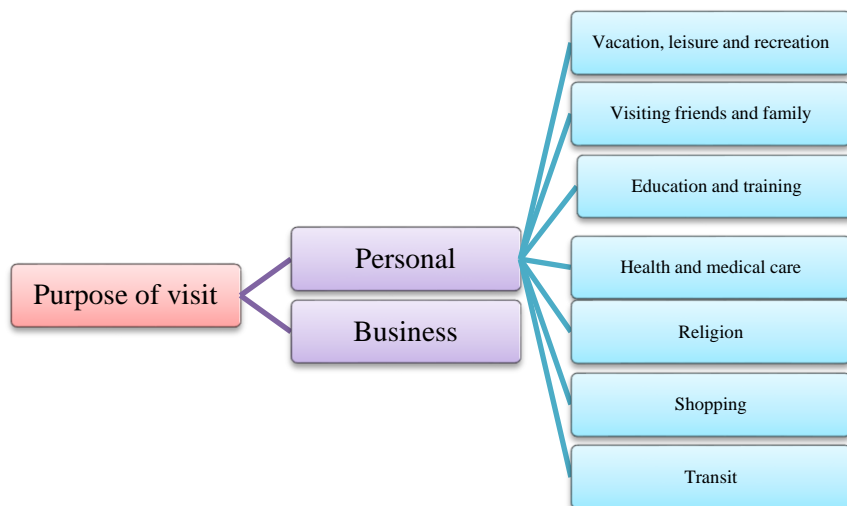 Purpose of visit
Personal
Business
Vacation, leisure and recreation
Visiting friends and family
Education and training
Health and medical care
Religion
Shopping
Transit